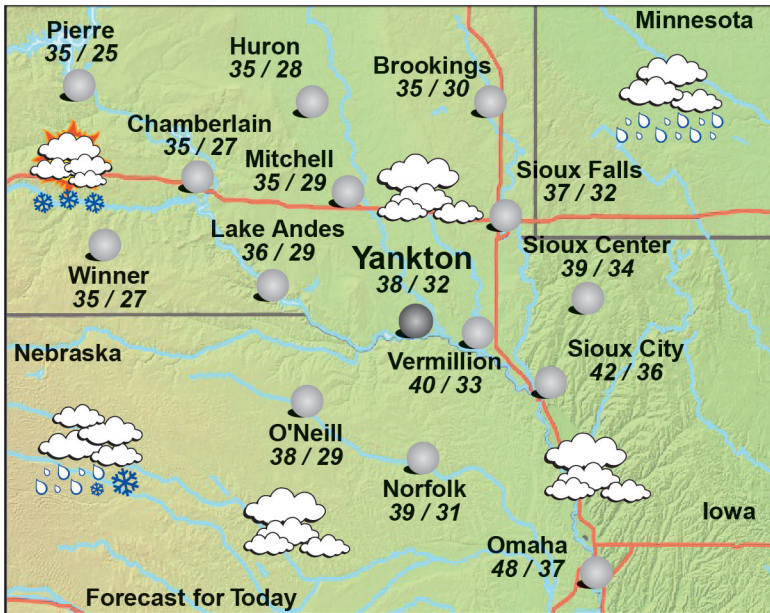 Minnesota
Pierre
35 / 25
Huron
35 / 28
Brookings
35 / 30
Chamberlain
35 / 27
Mitchell
35 / 29
Sioux Falls
37 / 32
Lake Andes
36 / 29
Yankton
38 / 32
Sioux Center
39 / 34
Winner
35 / 27
Nebraska
Vermillion
40 / 33
Sioux City
42 / 36
O'Neill
38 / 29
Norfolk
39 / 31
Iowa
Omaha
48 / 37
Forecast for Today